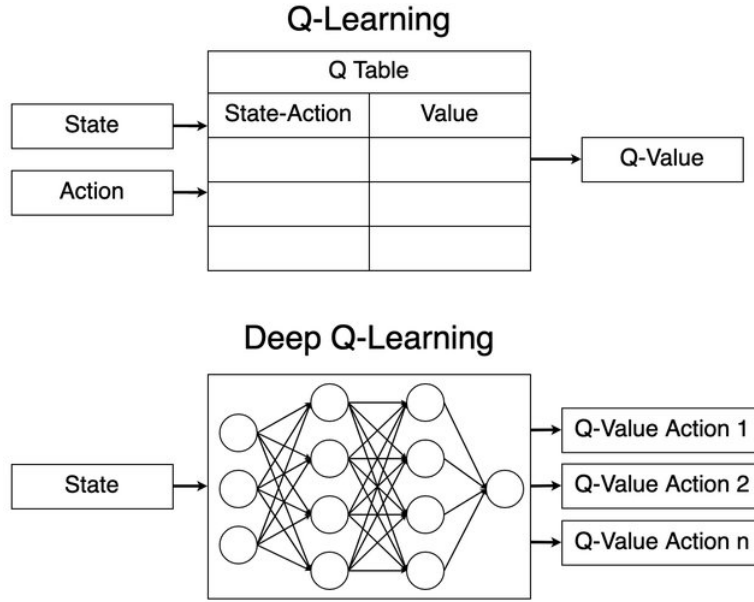 Q-Learning
Q Table
State-Action Value
State
Action
Q-Value
Deep Q-Learning
State
Q-Value Action 1
Q-Value Action 2
Q-Value Action n